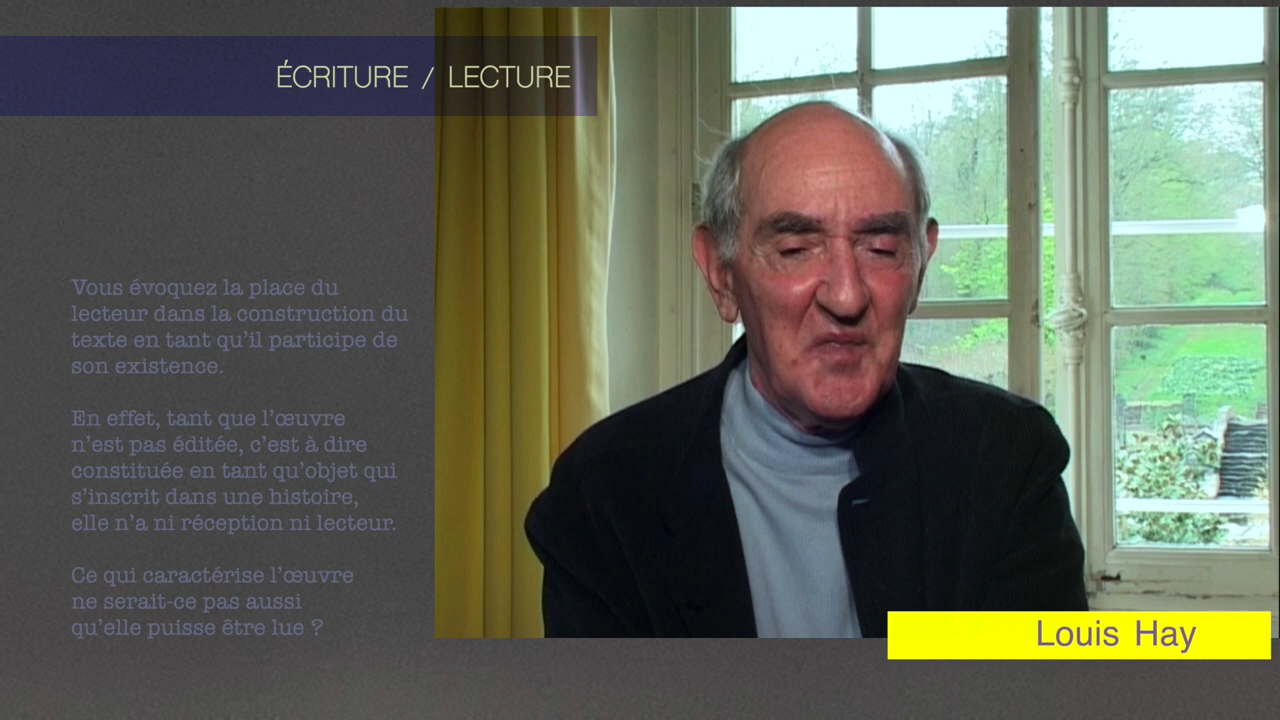 ÉCRITURE / LECTURE
Vous évoquez la place du
lecteur dans la construction du
texte en tant qu'il participe de
son existence.
En effet, tant que l'œuvre
n'est pas éditée, c'est à dire
constituée en tant qu'objet qui
s'inscrit dans une histoire,
elle n'a ni réception ni lecteur.
Ce qui caractérise l'œuvre
ne serait-ce pas aussi
qu'elle puisse être lue ?
Louis Hay